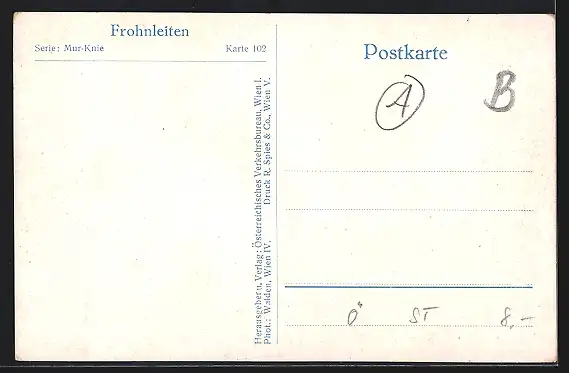 Frohnleiten
Serie: Mur-Knie Karte 102
Postkarte
A
B
Herausgeber u. Verlag: Österreichisches Verkehrsbureau, Wien I.
Phot.: Walden, Wien IV. Druck R. Spies & Co., Wien V.
Ö ST 8,–